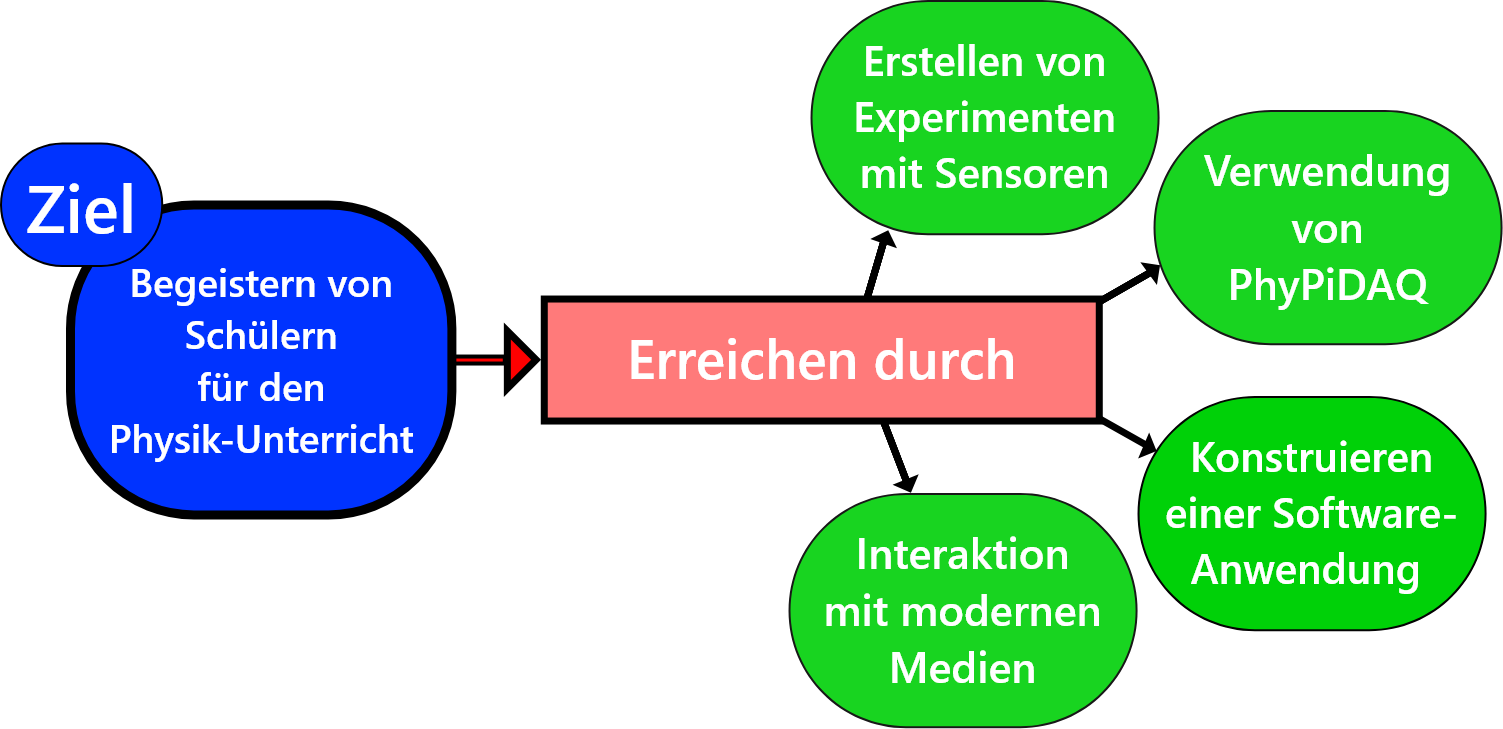 Ziel
Begeistern von
Schülern
für den
Physik-Unterricht
Erreichen durch
Erstellen von
Experimenten
mit Sensoren
Verwendung
von
PhyPiDAQ
Konstruieren
einer Software-
Anwendung
Interaktion
mit modernen
Medien